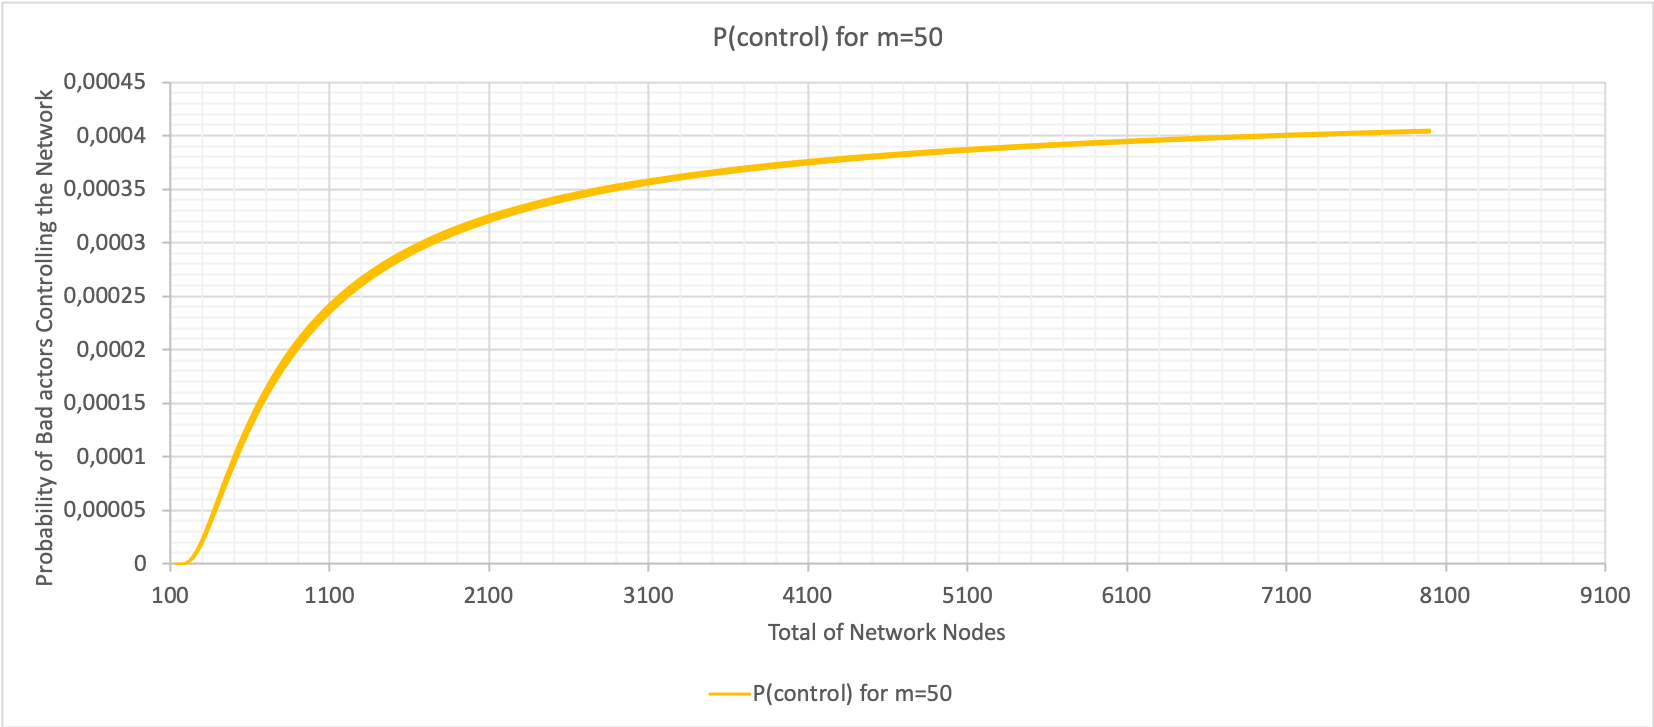 P(control) for m=50
Probability of Bad actors Controlling the Network
0,00045
0,0004
0,00035
0,0003
0,00025
0,0002
0,00015
0,0001
0,00005
0
100 1100 2100 3100 4100 5100 6100 7100 8100 9100
Total of Network Nodes
P(control) for m=50